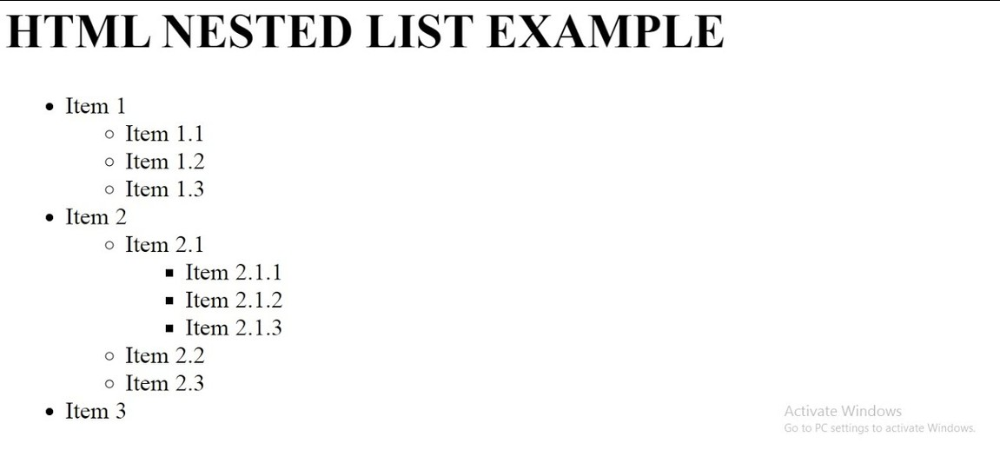 HTML NESTED LIST EXAMPLE
Item 1
Item 1.1
Item 1.2
Item 1.3
Item 2
Item 2.1
Item 2.1.1
Item 2.1.2
Item 2.1.3
Item 2.2
Item 2.3
Item 3
Activate Windows
Go to PC settings to activate Windows.